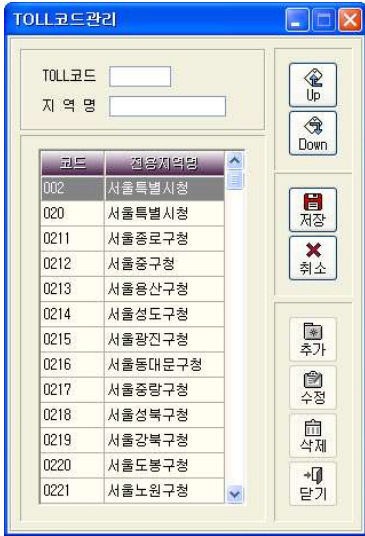 TOLL코드관리
TOLL코드
지 역 명
Up
Down
저장
취소
추가
수정
삭제
닫기
코드 전용지역명
002 서울특별시청
020 서울특별시청
0211 서울종로구청
0212 서울중구청
0213 서울용산구청
0214 서울성도구청
0215 서울광진구청
0216 서울동대문구청
0217 서울중랑구청
0218 서울성북구청
0219 서울강북구청
0220 서울도봉구청
0221 서울노원구청